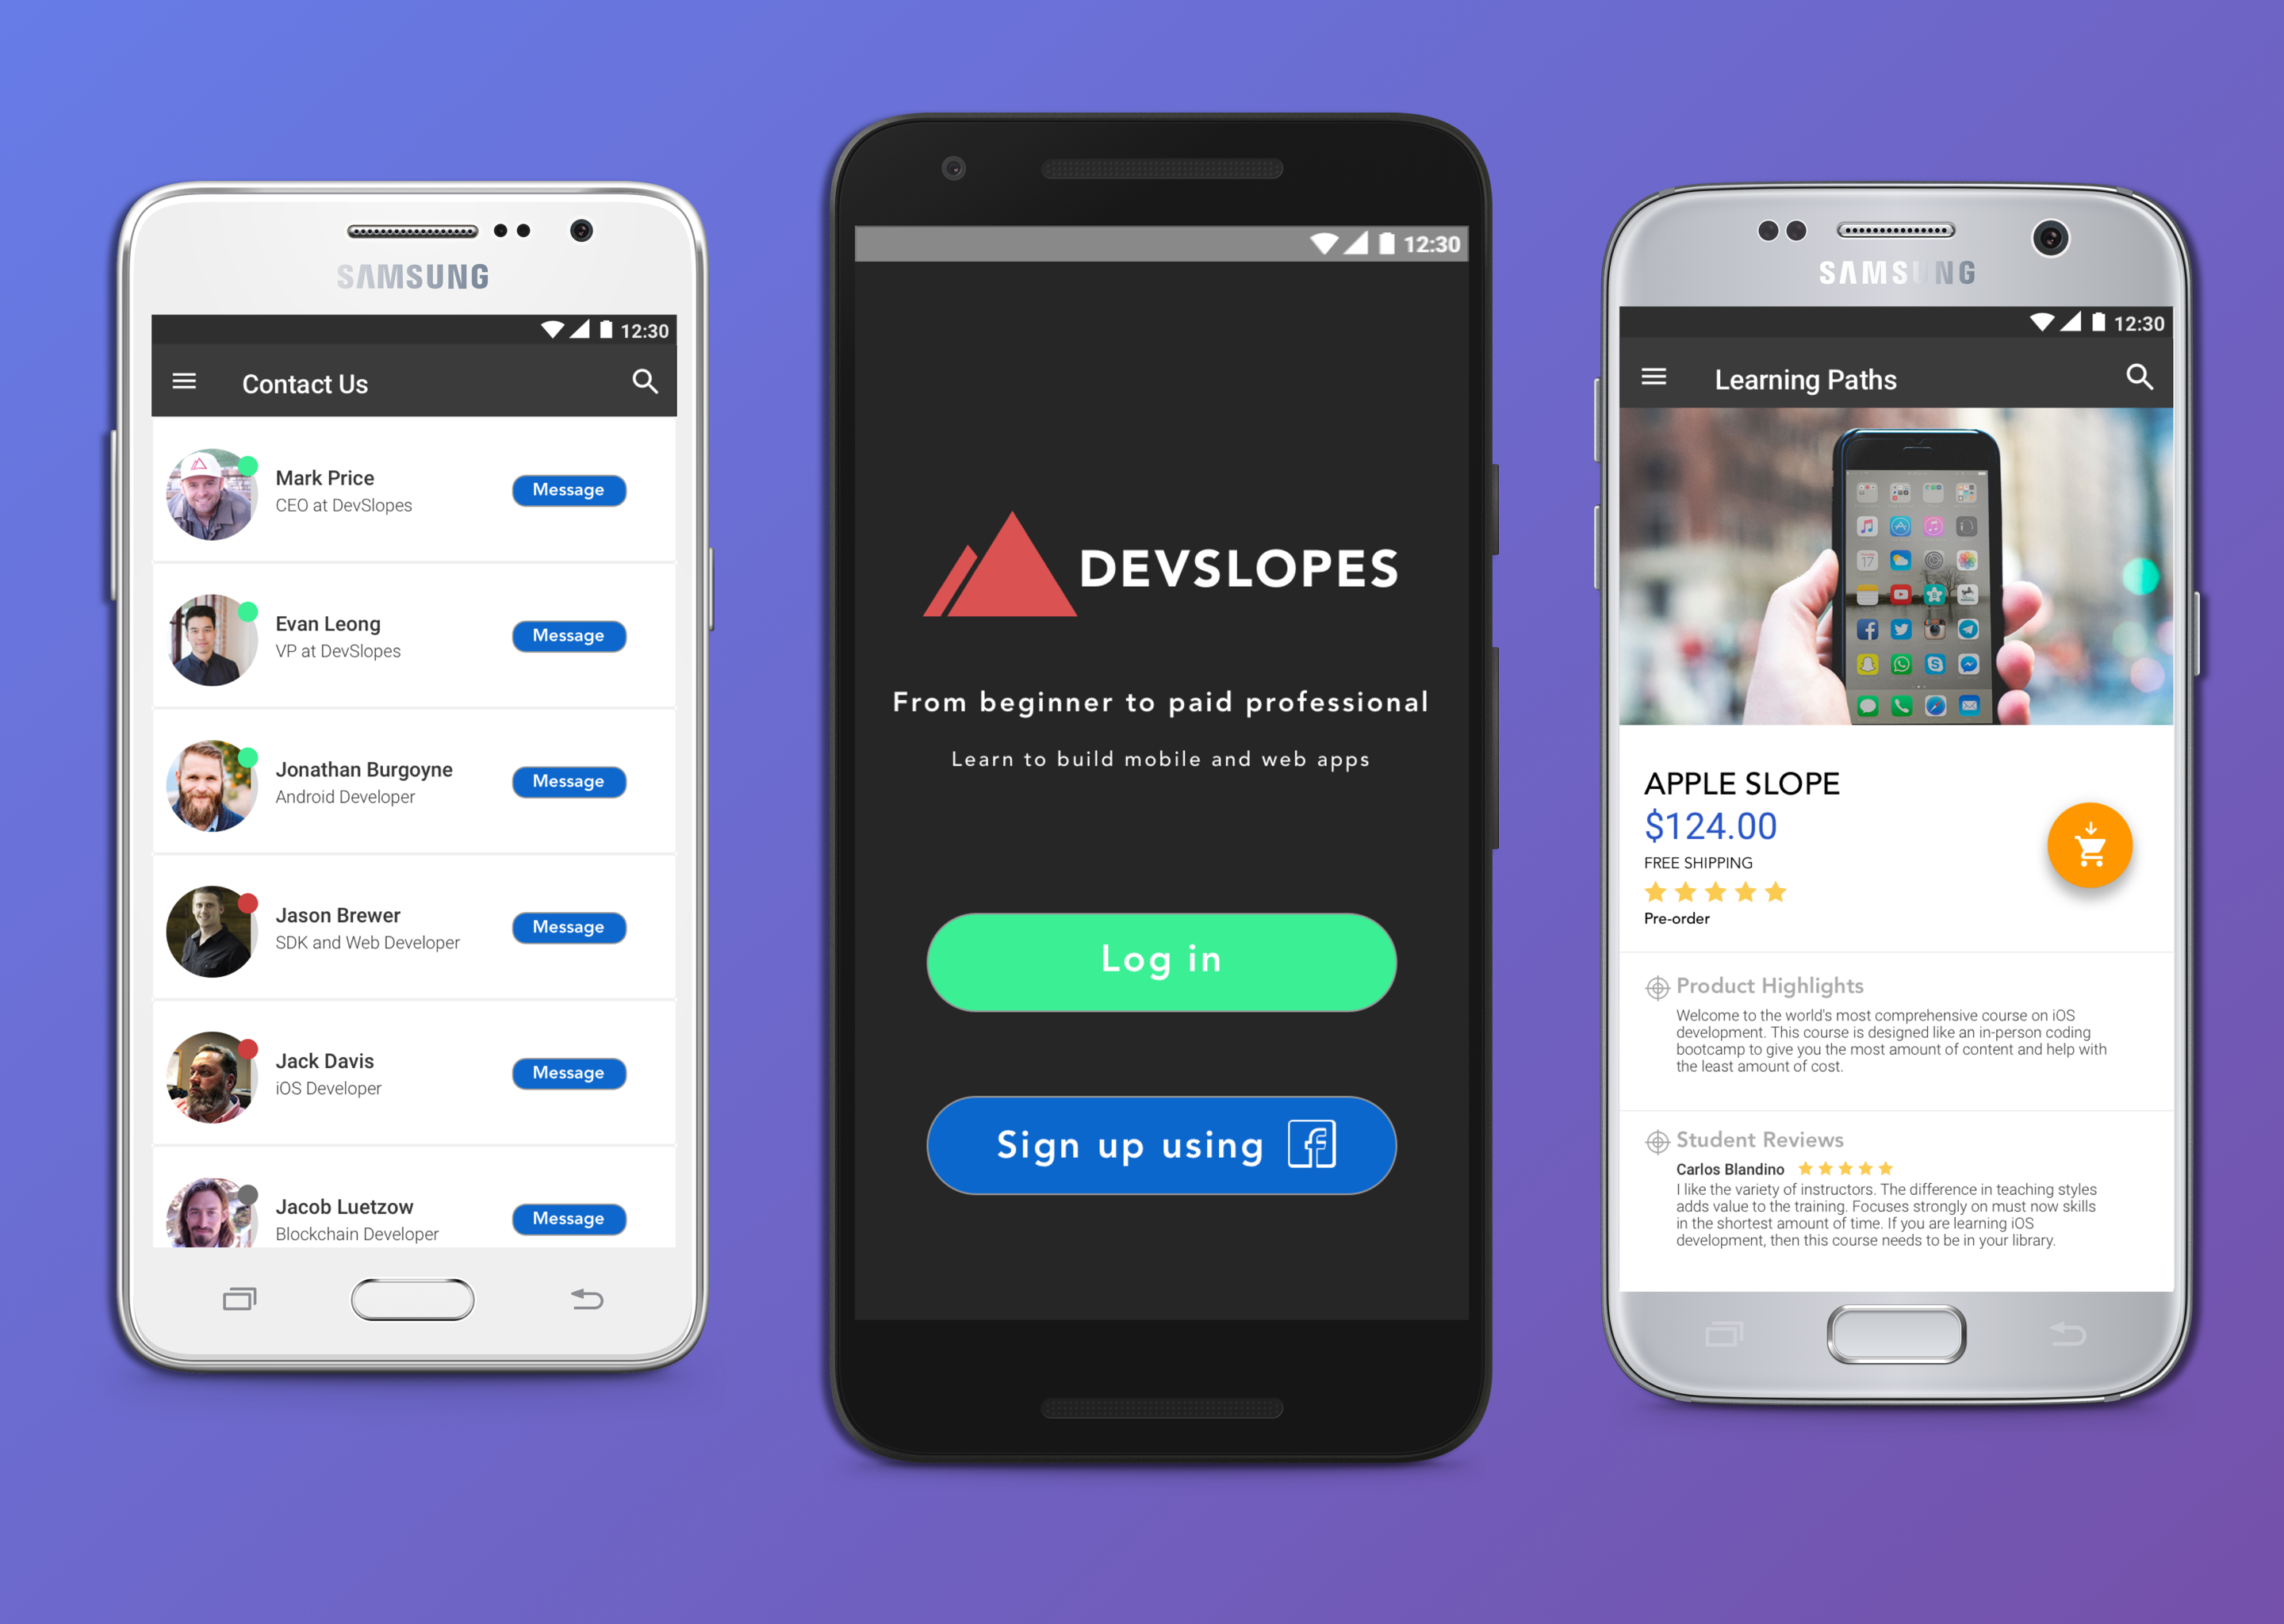 SAMSUNG
12:30
Contact Us
Mark Price
CEO at DevSlopes
Message
Evan Leong
VP at DevSlopes
Message
Jonathan Burgoyne
Android Developer
Message
Jason Brewer
SDK and Web Developer
Message
Jack Davis
iOS Developer
Message
Jacob Luetzow
Blockchain Developer
Message
12:30
DEVSLOPES
From beginner to paid professional
Learn to build mobile and web apps
Log in
Sign up using f
SAMSUNG
12:30
Learning Paths
APPLE SLOPE
$124.00
FREE SHIPPING
Pre-order
Product Highlights
Welcome to the world's most comprehensive course on iOS
development. This course is designed like an in-person coding
bootcamp to give you the most amount of content and help with
the least amount of cost.
Student Reviews
Carlos Blandino
I like the variety of instructors. The difference in teaching styles
adds value to the training. Focuses strongly on must now skills
in the shortest amount of time. If you are learning iOS
development, then this course needs to be in your library.